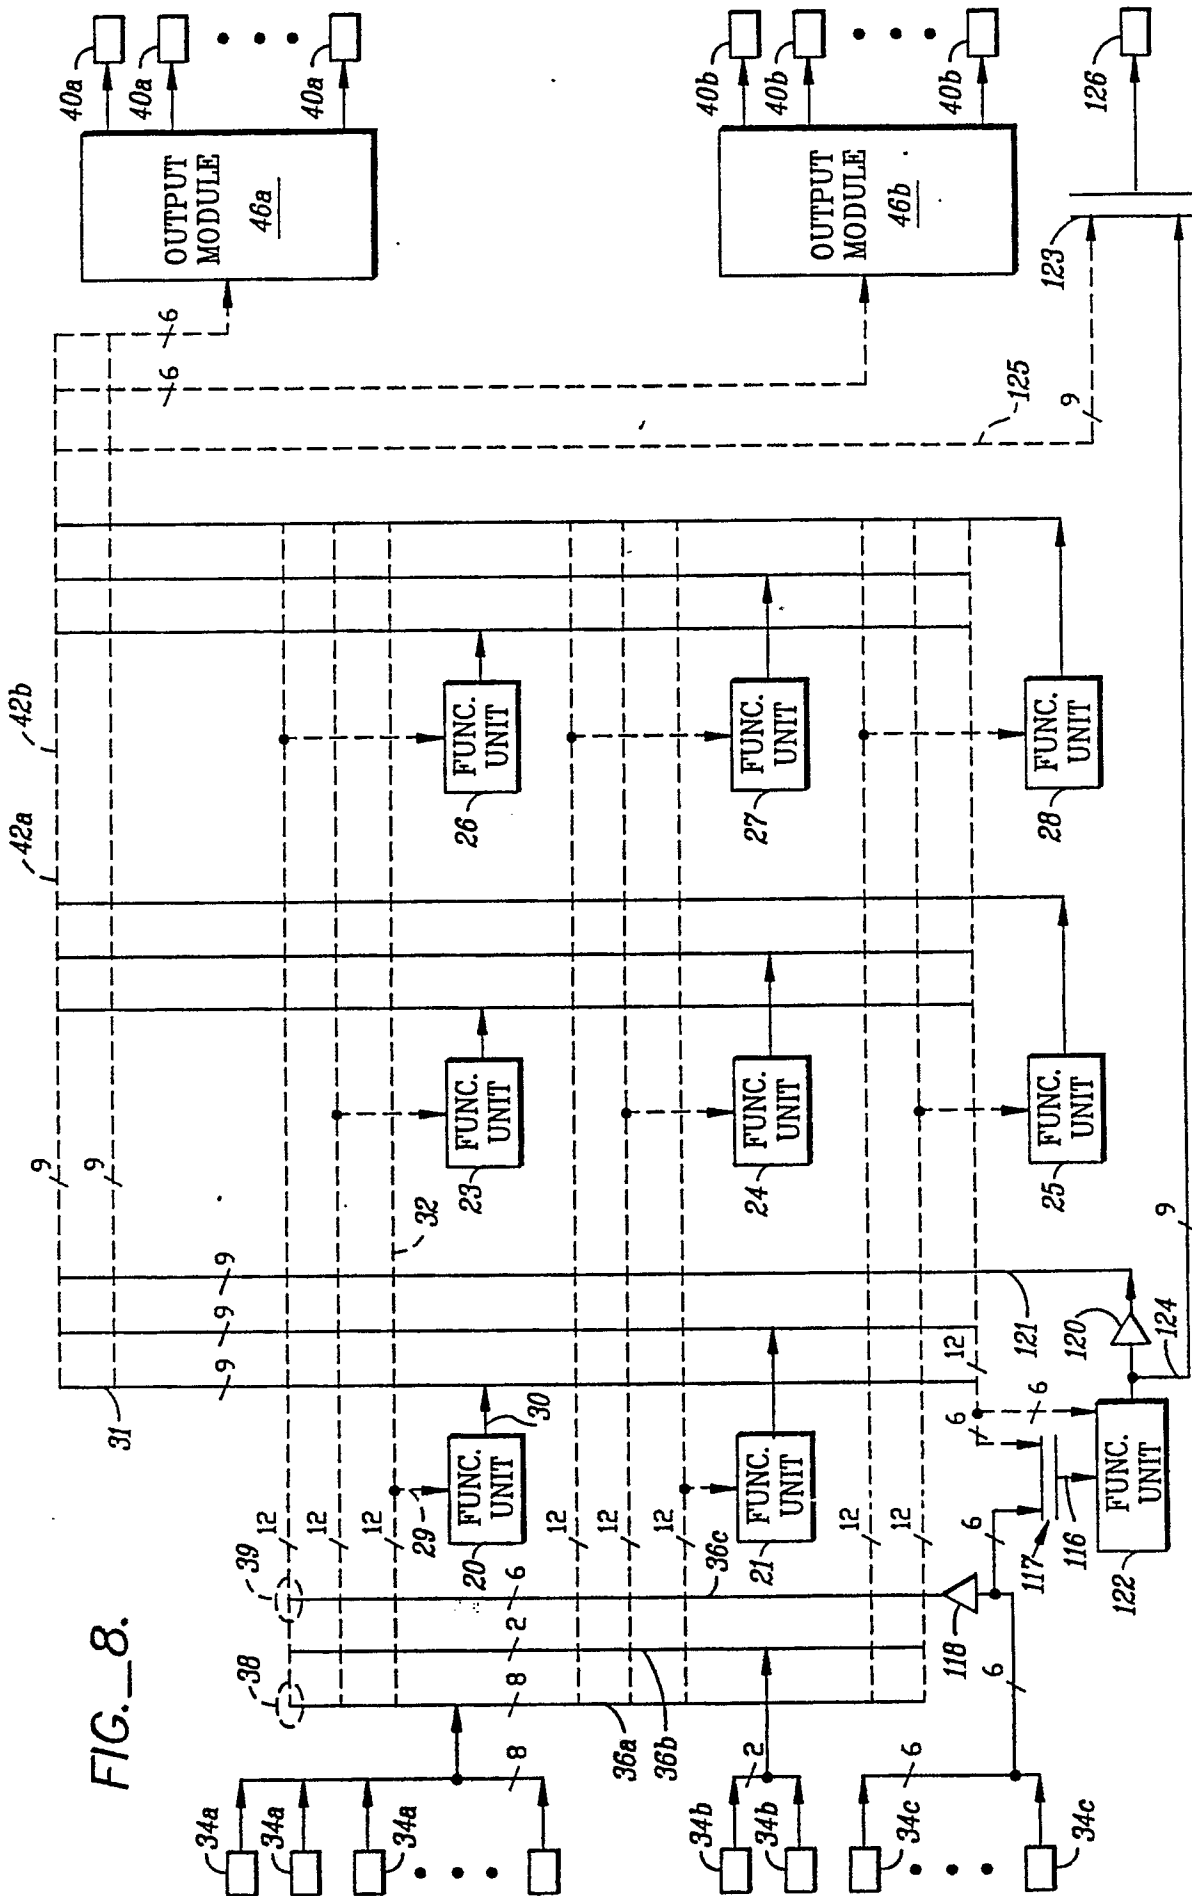 FIG._8.
42a
42b
9
9
31
9
9
9
6
6
40a
40a
40a
OUTPUT
MODULE
46a
34a
34a
34a
8
38
39
12
12
12
32
29
30
FUNC.
UNIT
20
FUNC.
UNIT
23
FUNC.
UNIT
26
8
2
6
12
12
12
36a
36b
36c
FUNC.
UNIT
21
FUNC.
UNIT
24
FUNC.
UNIT
27
34b
34b
2
40b
40b
40b
OUTPUT
MODULE
46b
12
12
12
34c
34c
6
6
118
6
117
116
6
6
FUNC.
UNIT
122
120
121
124
FUNC.
UNIT
25
FUNC.
UNIT
28
125
9
9
123
126